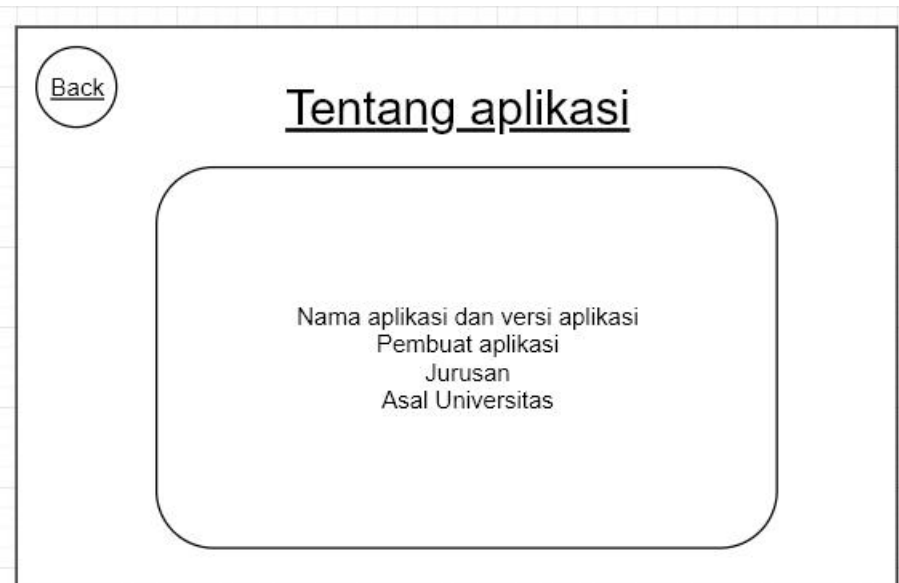 Back
Tentang aplikasi
Nama aplikasi dan versi aplikasi
Pembuat aplikasi
Jurusan
Asal Universitas